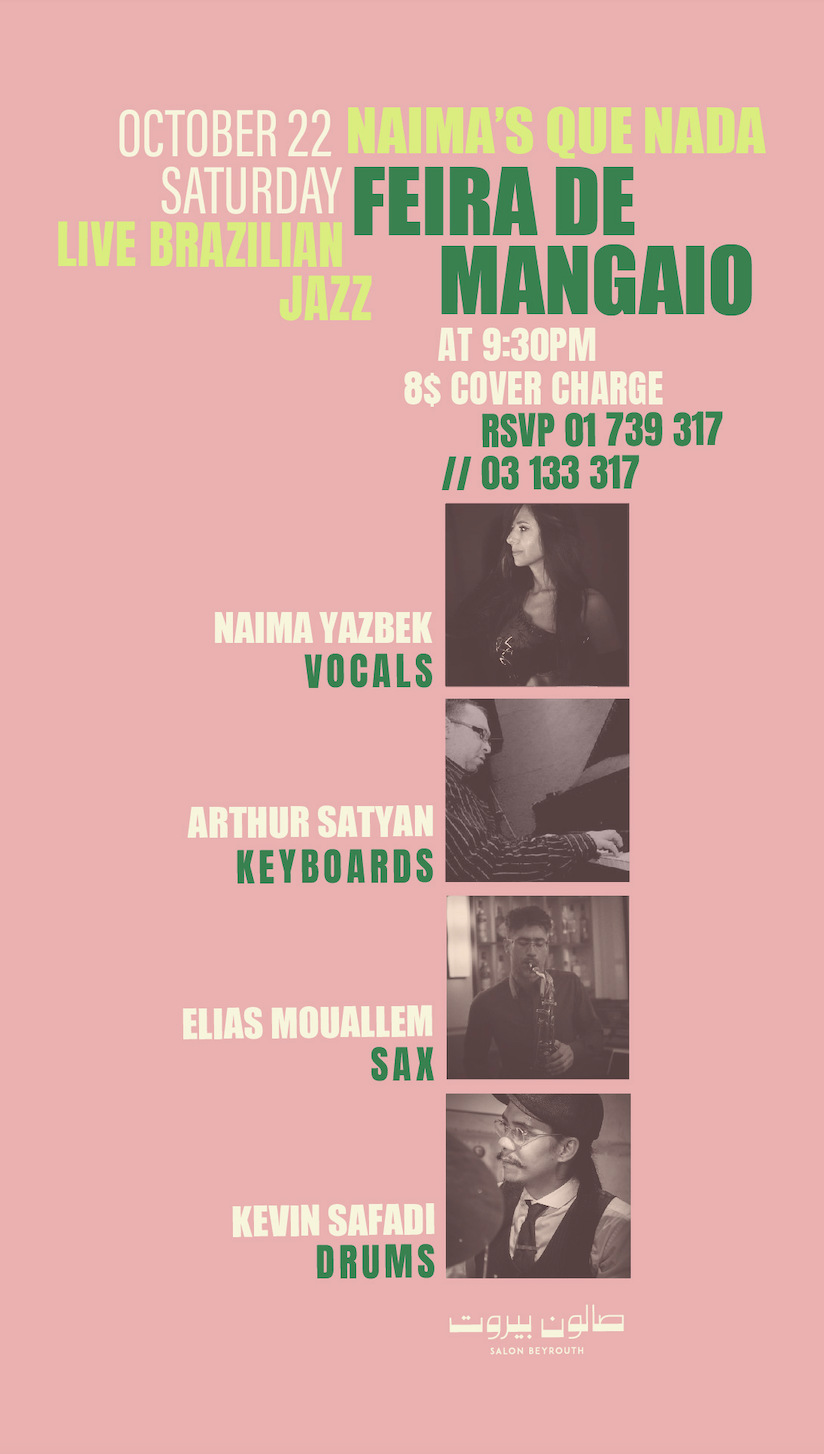 OCTOBER 22 NAIMA'S QUE NADA
SATURDAY FEIRA DE
LIVE BRAZILIAN MANGAIO
JAZZ
AT 9:30PM
8$ COVER CHARGE
RSVP 01 739 317
// 03 133 317
NAIMA YAZBEK
VOCALS
ARTHUR SATYAN
KEYBOARDS
ELIAS MOUALLEM
SAX
KEVIN SAFADI
DRUMS
صالون بيروت
SALON BEYROUTH